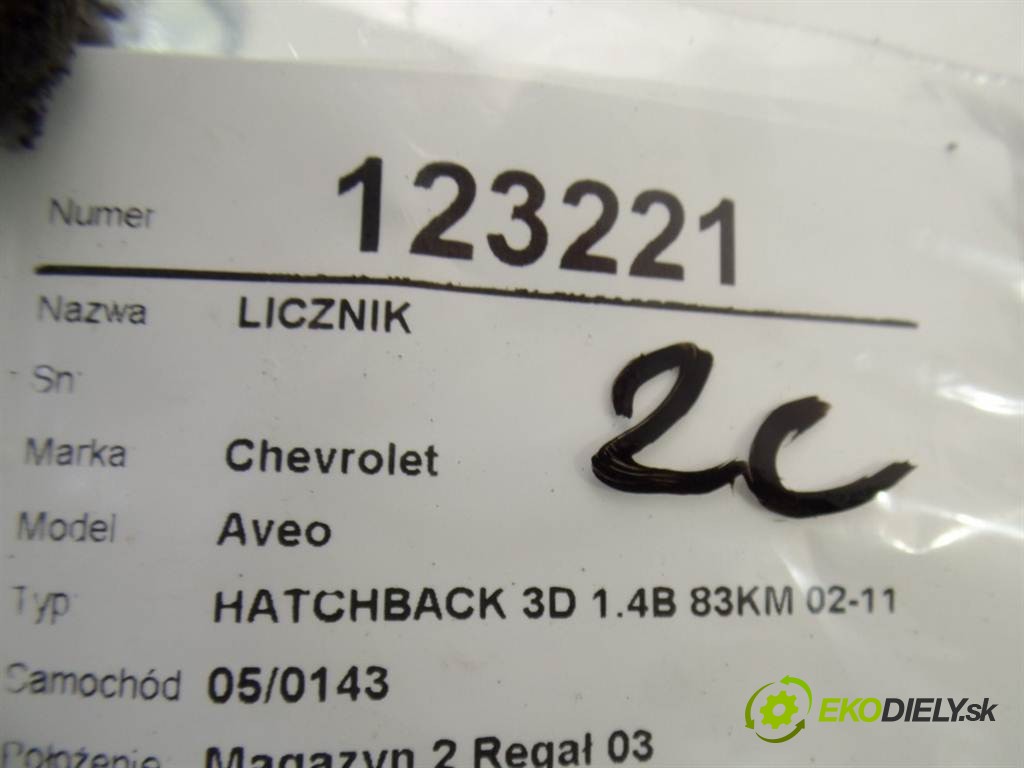 Numer 123221
Nazwa LICZNIK
Sn
2c
Marka Chevrolet
Model Aveo
Typ HATCHBACK 3D 1.4B 83KM 02-11
Samochód 05/0143
Położenie Magazyn 2 Regał 03
EKODIELY.sk